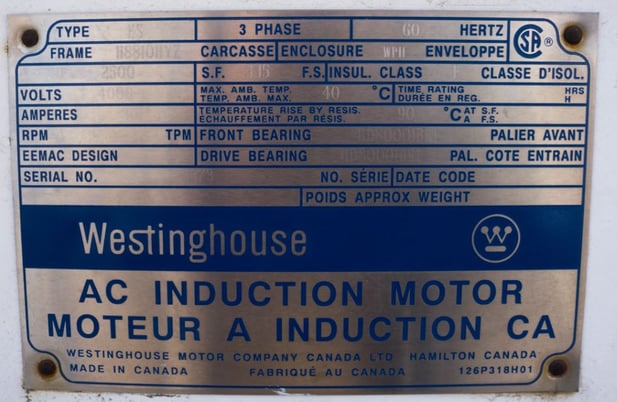 TYPE HS 3 PHASE 60 HERTZ CSA ®
FRAME CARCASSE ENCLOSURE WPII ENVELOPPE
2500 S.F. 1.15 F.S. INSUL. CLASS F CLASSE D'ISOL.
VOLTS 4000 MAX. AMB. TEMP. 40 °C TIME RATING HRS
TEMP. AMB. MAX. DURÉE EN REG. H
AMPERES TEMPERATURE RISE BY RESIS. 90 °C AT S.F.
ECHAUFFEMENT PAR RÉSIS. A F.S.
RPM TPM FRONT BEARING PALIER AVANT
EEMAC DESIGN DRIVE BEARING PAL. COTE ENTRAIN
SERIAL NO. NO. SÉRIE DATE CODE
POIDS APPROX WEIGHT
Westinghouse W
AC INDUCTION MOTOR
MOTEUR A INDUCTION CA
WESTINGHOUSE MOTOR COMPANY CANADA LTD HAMILTON CANADA
MADE IN CANADA FABRIQUÉ AU CANADA 126P318H01